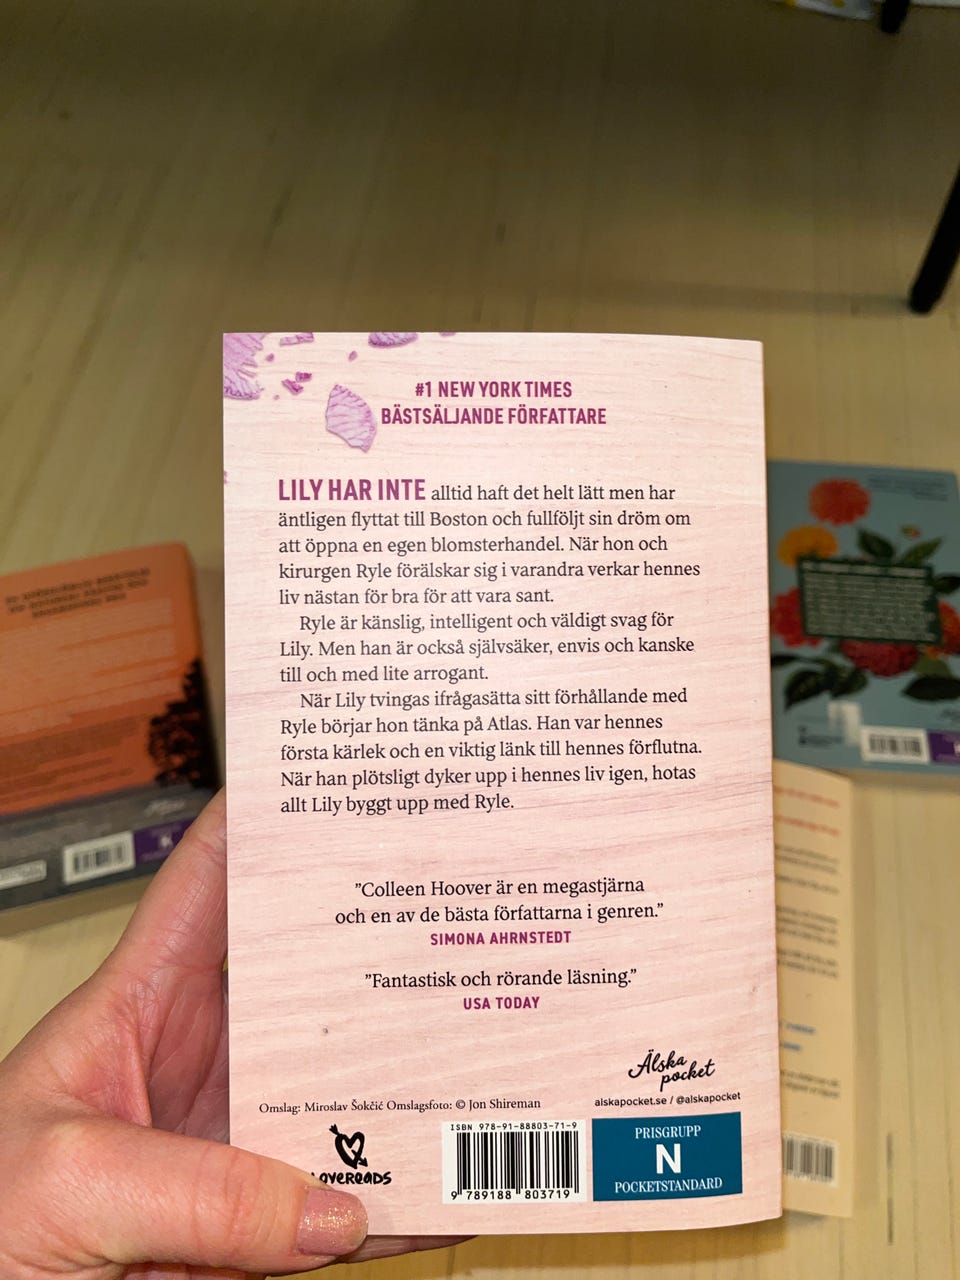 #1 NEW YORK TIMES
BÄSTSÄLJANDE FÖRFATTARE
LILY HAR INTE alltid haft det helt lätt men har
äntligen flyttat till Boston och fullföljt sin dröm om
att öppna en egen blomsterhandel. När hon och
kirurgen Ryle förälskar sig i varandra verkar hennes
liv nästan för bra för att vara sant.
Ryle är känslig, intelligent och väldigt svag för
Lily. Men han är också självsäker, envis och kanske
till och med lite arrogant.
När Lily tvingas ifrågasätta sitt förhållande med
Ryle börjar hon tänka på Atlas. Han var hennes
första kärlek och en viktig länk till hennes förflutna.
När han plötsligt dyker upp i hennes liv igen, hotas
allt Lily byggt upp med Ryle.
”Colleen Hoover är en megastjärna
och en av de bästa författarna i genren.”
SIMONA AHRNSTEDT
”Fantastisk och rörande läsning.”
USA TODAY
Älska
pocket
alskapocket.se / @alskapocket
Omslag: Miroslav Šokčić Omslagsfoto: © Jon Shireman
ISBN 978-91-88803-71-9
9 789188 803719
PRISGRUPP
N
POCKETSTANDARD